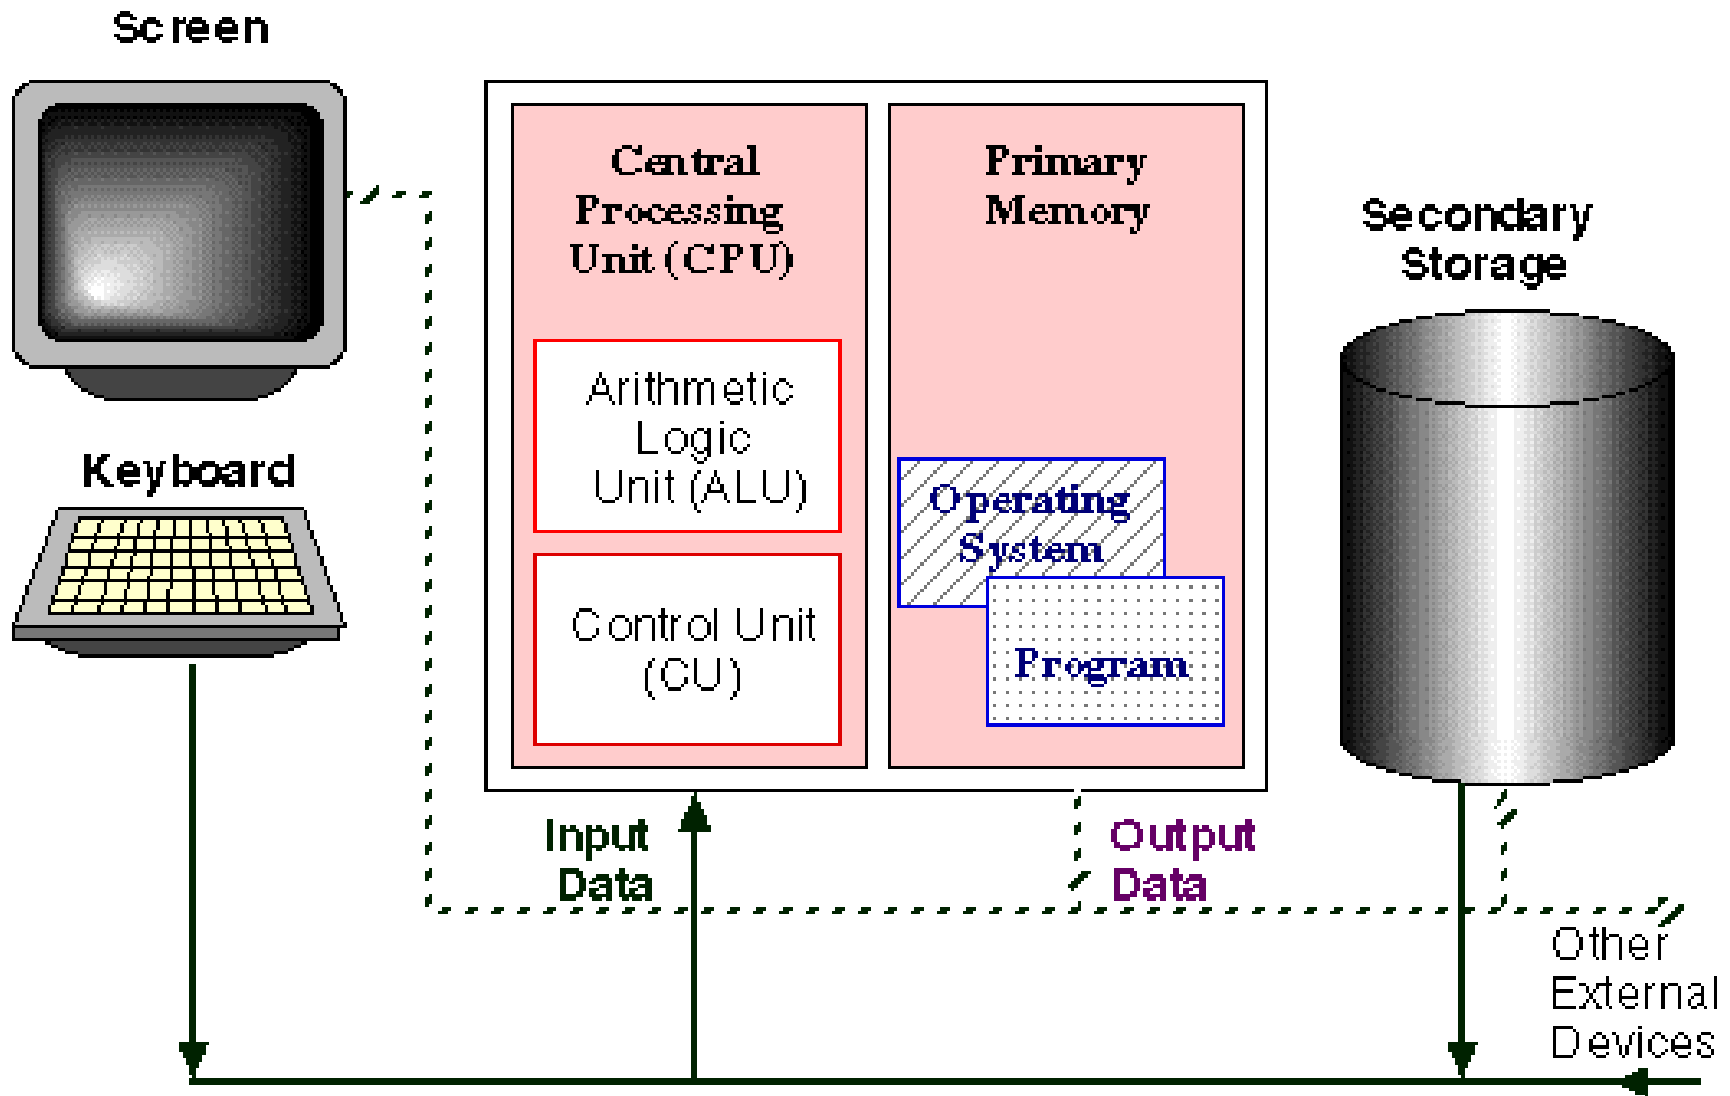 Screen
Keyboard
Central
Processing
Unit (CPU)
Arithmetic
Logic
Unit (ALU)
Control Unit
(CU)
Primary
Memory
Operating
System
Program
Secondary
Storage
Input
Data
Output
Data
Other
External
Devices